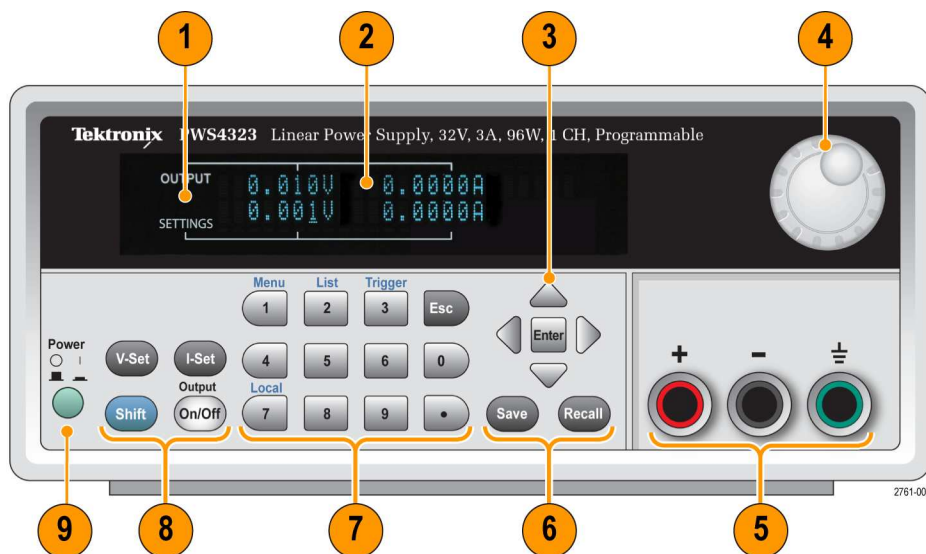 1 2 3 4
Tektronix PWS4323 Linear Power Supply, 32V, 3A, 96W, 1 CH, Programmable
OUTPUT 0.010V 0.0000A
SETTINGS 0.001V 0.0000A
Menu List Trigger
1 2 3 Esc
Power
V-Set I-Set 4 5 6 0 Enter
Output
Local
Shift On/Off 7 8 9 • Save Recall
+ -
2761-00
9 8 7 6 5